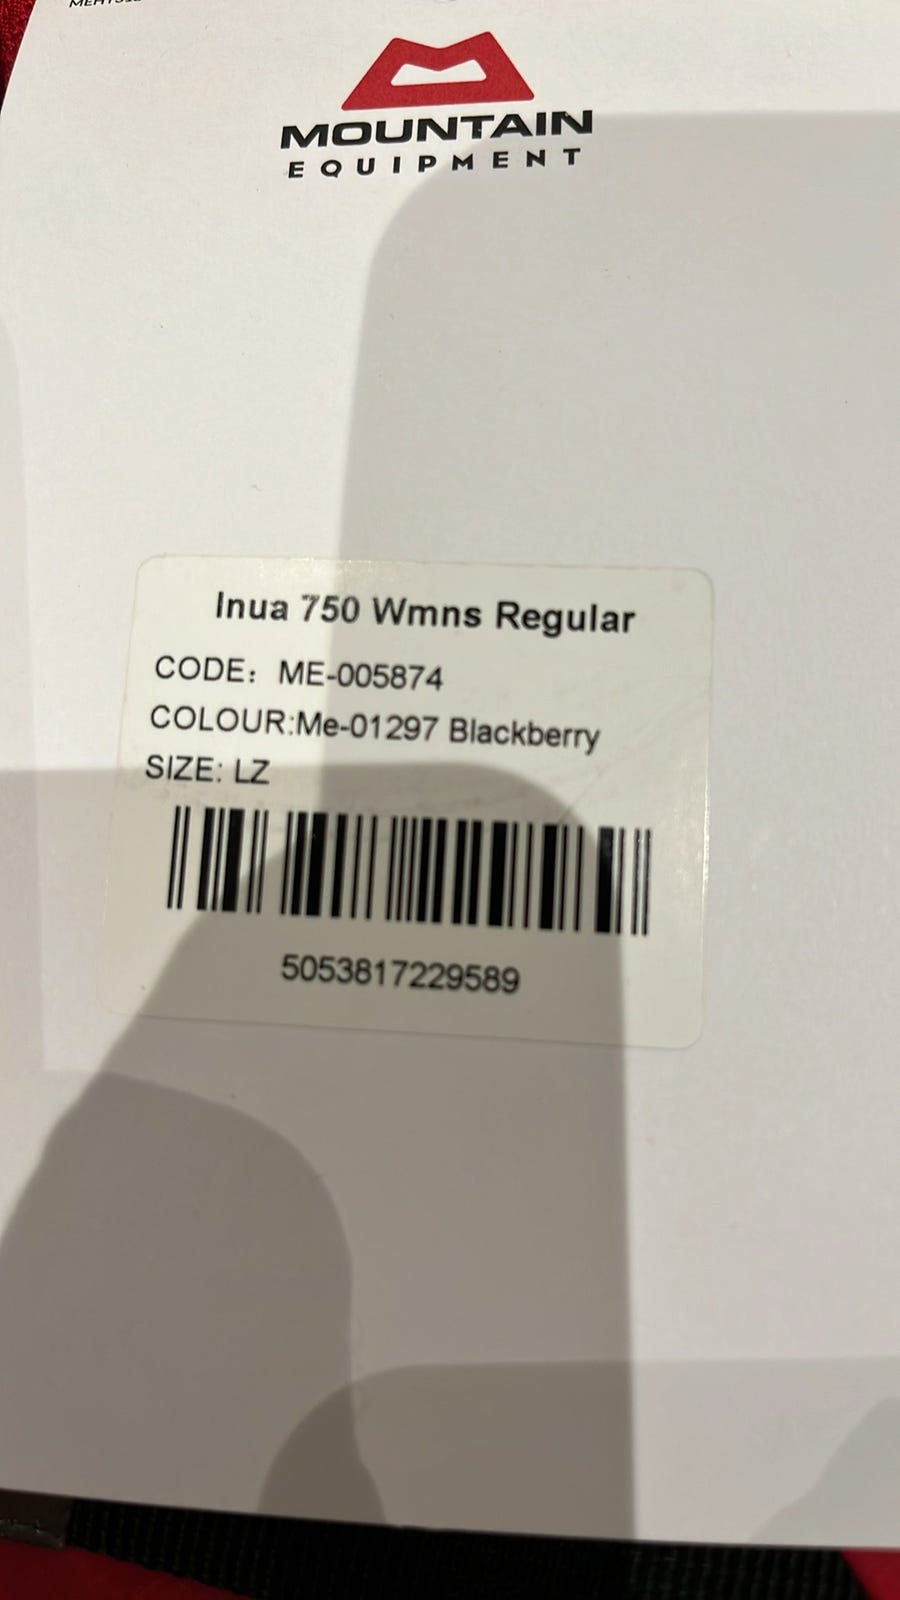 MOUNTAIN
EQUIPMENT
Inua 750 Wmns Regular
CODE: ME-005874
COLOUR:Me-01297 Blackberry
SIZE: LZ
5053817229589